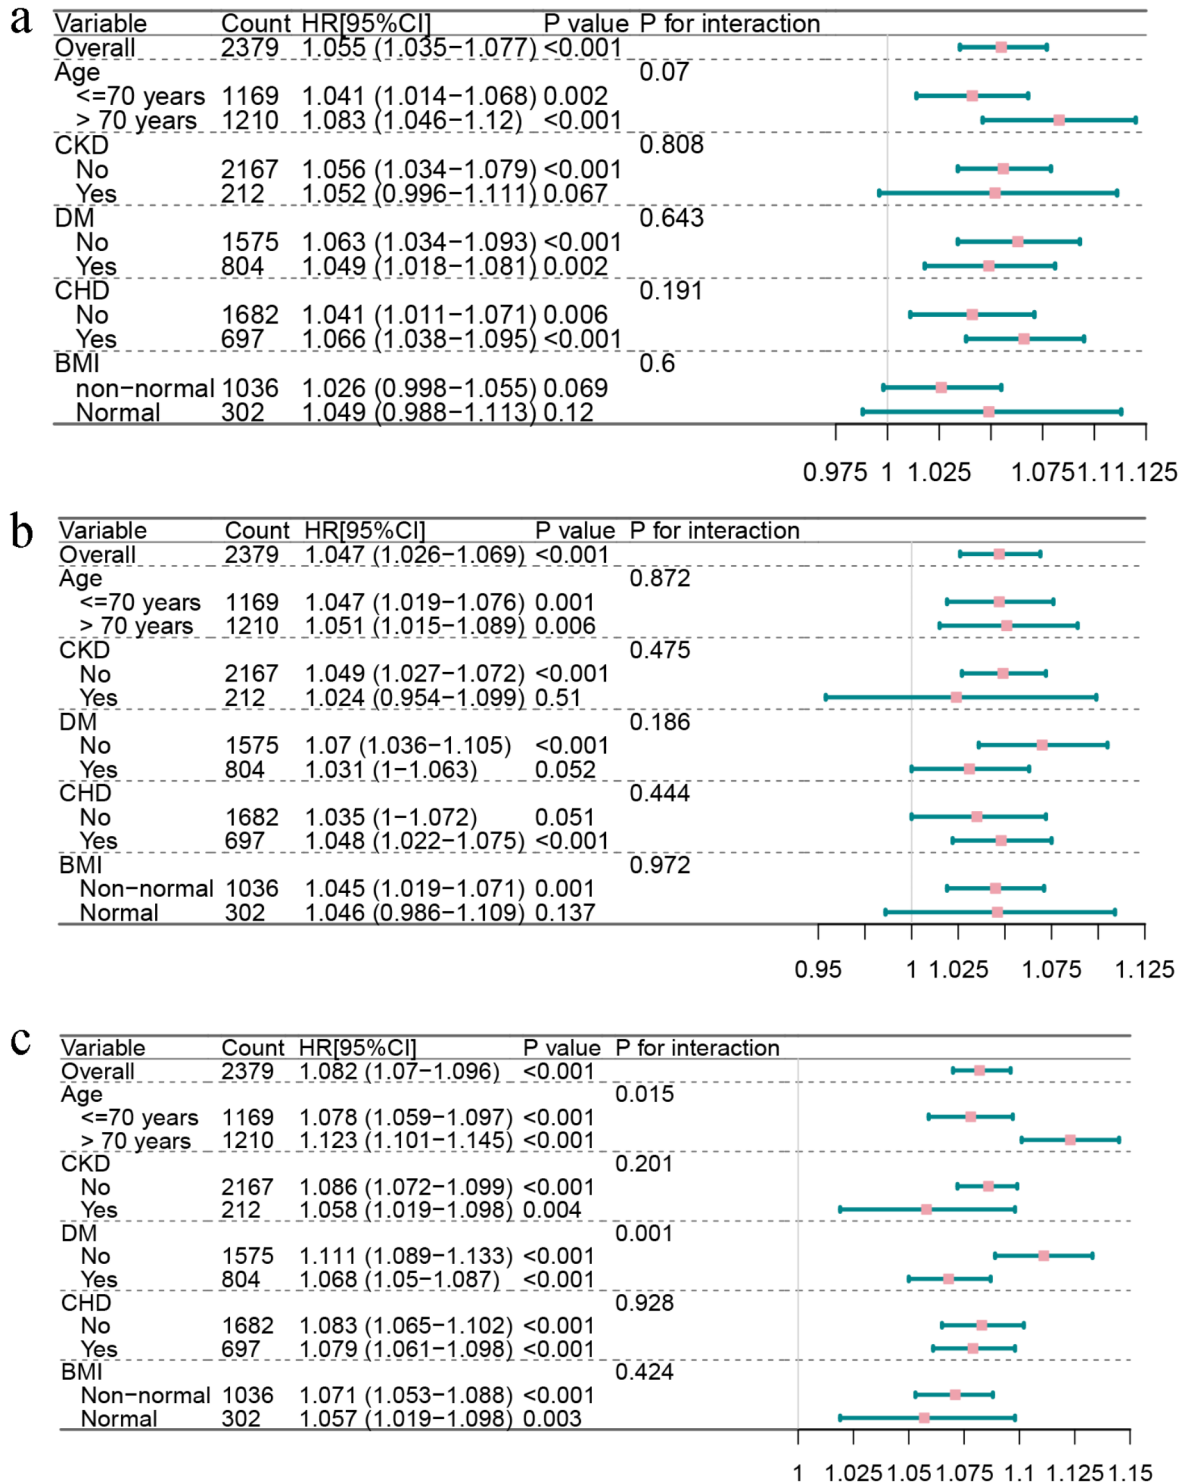 a
Variable Count HR[95%CI] P value P for interaction
Overall 2379 1.055 (1.035−1.077) <0.001
Age 0.07
<=70 years 1169 1.041 (1.014−1.068) 0.002
> 70 years 1210 1.083 (1.046−1.12) <0.001
CKD 0.808
No 2167 1.056 (1.034−1.079) <0.001
Yes 212 1.052 (0.996−1.111) 0.067
DM 0.643
No 1575 1.063 (1.034−1.093) <0.001
Yes 804 1.049 (1.018−1.081) 0.002
CHD 0.191
No 1682 1.041 (1.011−1.071) 0.006
Yes 697 1.066 (1.038−1.095) <0.001
BMI 0.6
non−normal 1036 1.026 (0.998−1.055) 0.069
Normal 302 1.049 (0.988−1.113) 0.12
0.975 1 1.025 1.075 1.1 1.125
b
Variable Count HR[95%CI] P value P for interaction
Overall 2379 1.047 (1.026−1.069) <0.001
Age 0.872
<=70 years 1169 1.047 (1.019−1.076) 0.001
> 70 years 1210 1.051 (1.015−1.089) 0.006
CKD 0.475
No 2167 1.049 (1.027−1.072) <0.001
Yes 212 1.024 (0.954−1.099) 0.51
DM 0.186
No 1575 1.07 (1.036−1.105) <0.001
Yes 804 1.031 (1−1.063) 0.052
CHD 0.444
No 1682 1.035 (1−1.072) 0.051
Yes 697 1.048 (1.022−1.075) <0.001
BMI 0.972
Non−normal 1036 1.045 (1.019−1.071) 0.001
Normal 302 1.046 (0.986−1.109) 0.137
0.95 1 1.025 1.075 1.125
c
Variable Count HR[95%CI] P value P for interaction
Overall 2379 1.082 (1.07−1.096) <0.001
Age 0.015
<=70 years 1169 1.078 (1.059−1.097) <0.001
> 70 years 1210 1.123 (1.101−1.145) <0.001
CKD 0.201
No 2167 1.086 (1.072−1.099) <0.001
Yes 212 1.058 (1.019−1.098) 0.004
DM 0.001
No 1575 1.111 (1.089−1.133) <0.001
Yes 804 1.068 (1.05−1.087) <0.001
CHD 0.928
No 1682 1.083 (1.065−1.102) <0.001
Yes 697 1.079 (1.061−1.098) <0.001
BMI 0.424
Non−normal 1036 1.071 (1.053−1.088) <0.001
Normal 302 1.057 (1.019−1.098) 0.003
1 1.025 1.05 1.075 1.1 1.125 1.15